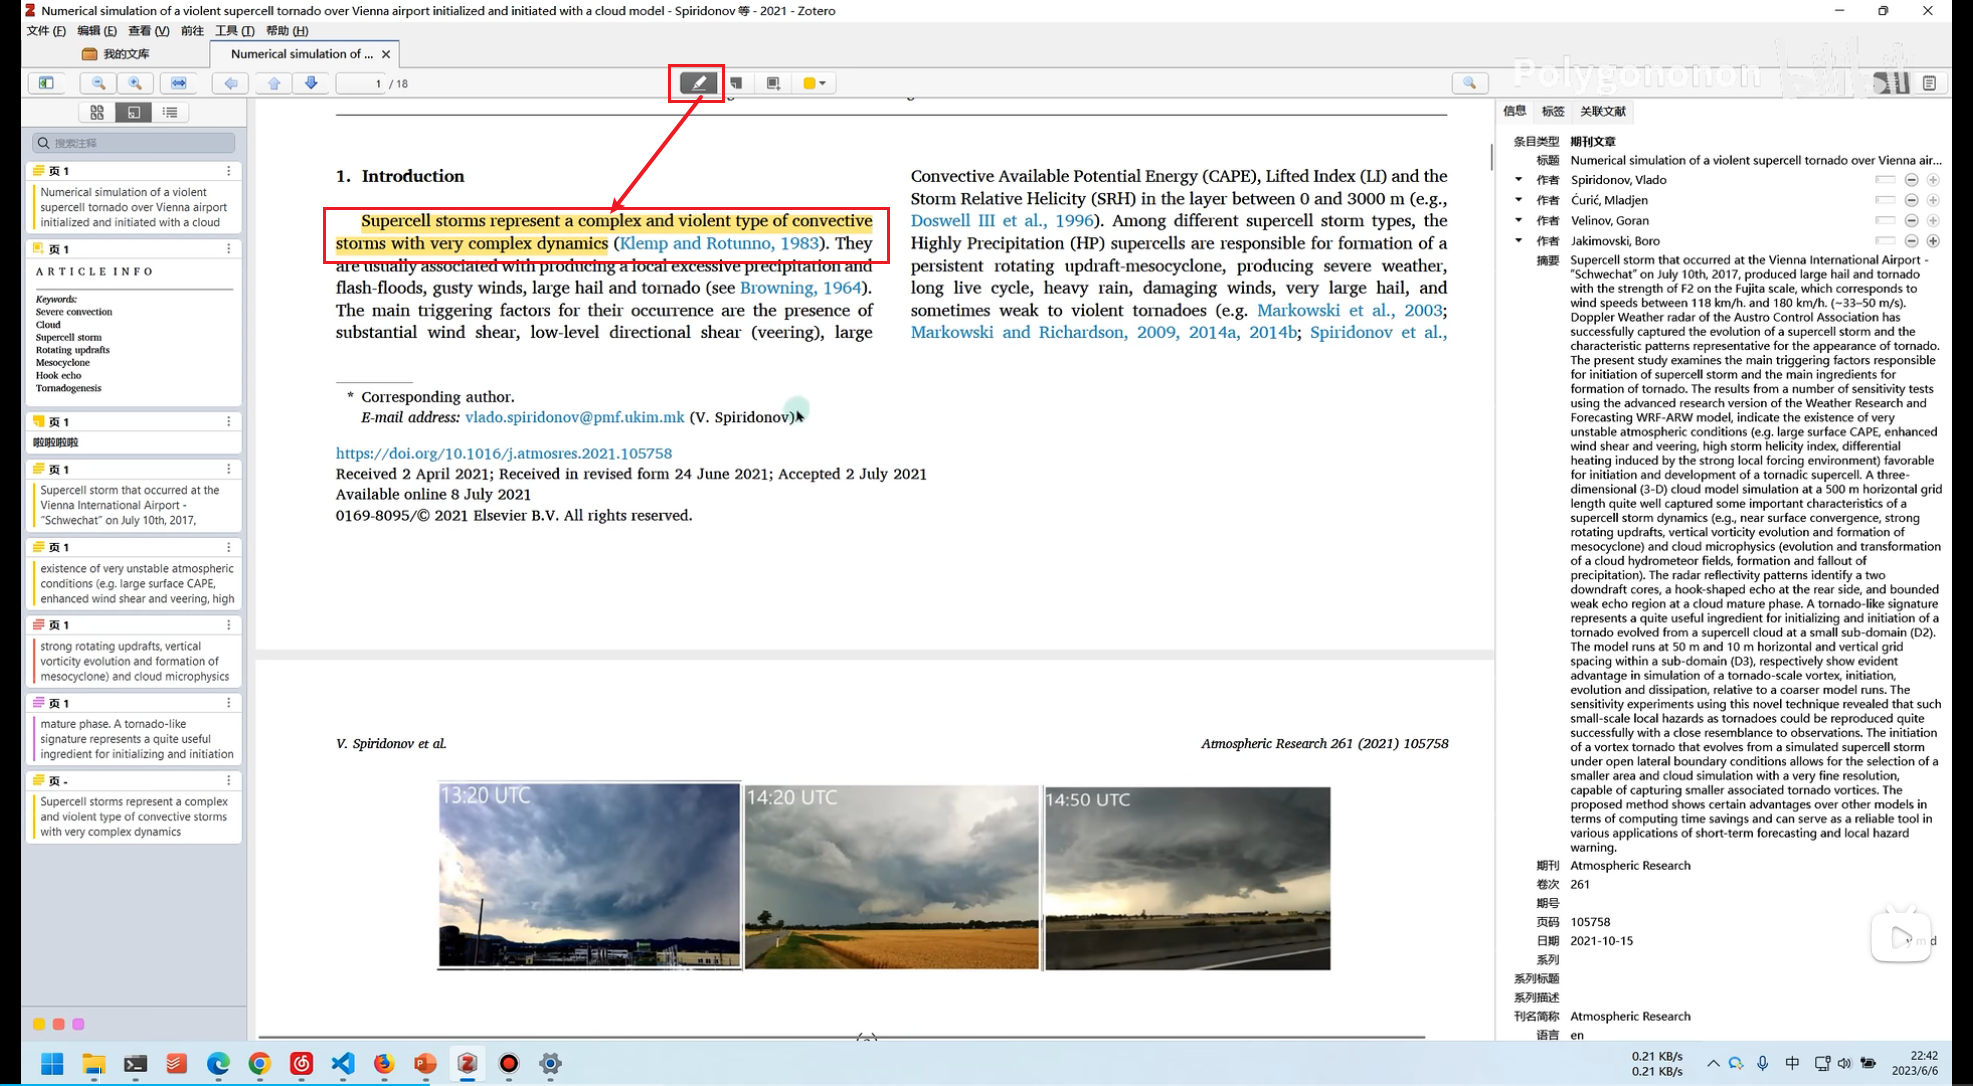 Numerical simulation of a violent supercell tornado over Vienna airport initialized and initiated with a cloud model - Spiridonov 等 - 2021 - Zotero
文件 (F) 编辑 (E) 查看 (V) 前往 工具 (T) 帮助 (H)
我的文库
Numerical simulation of ...
1 / 18
Polygononon
bilibili
搜索注释
页 1
Numerical simulation of a violent
supercell tornado over Vienna airport
initialized and initiated with a cloud
页 1
ARTICLE INFO
Keywords:
Severe convection
Cloud
Supercell storm
Rotating updrafts
Mesocyclone
Hook echo
Tornadogenesis
页 1
啦啦啦啦
页 1
Supercell storm that occurred at the
Vienna International Airport -
“Schwechat” on July 10th, 2017,
页 1
existence of very unstable atmospheric
conditions (e.g. large surface CAPE,
enhanced wind shear and veering, high
页 1
strong rotating updrafts, vertical
vorticity evolution and formation of
mesocyclone) and cloud microphysics
页 1
mature phase. A tornado-like
signature represents a quite useful
ingredient for initializing and initiation
页 -
Supercell storms represent a complex
and violent type of convective storms
with very complex dynamics
1. Introduction
Supercell storms represent a complex and violent type of convective
storms with very complex dynamics (Klemp and Rotunno, 1983). They
are usually associated with producing a local excessive precipitation and
flash-floods, gusty winds, large hail and tornado (see Browning, 1964).
The main triggering factors for their occurrence are the presence of
substantial wind shear, low-level directional shear (veering), large
Convective Available Potential Energy (CAPE), Lifted Index (LI) and the
Storm Relative Helicity (SRH) in the layer between 0 and 3000 m (e.g.,
Doswell III et al., 1996). Among different supercell storm types, the
Highly Precipitation (HP) supercells are responsible for formation of a
persistent rotating updraft-mesocyclone, producing severe weather,
long live cycle, heavy rain, damaging winds, very large hail, and
sometimes weak to violent tornadoes (e.g. Markowski et al., 2003;
Markowski and Richardson, 2009, 2014a, 2014b; Spiridonov et al.,
* Corresponding author.
E-mail address: vlado.spiridonov@pmf.ukim.mk (V. Spiridonov).
https://doi.org/10.1016/j.atmosres.2021.105758
Received 2 April 2021; Received in revised form 24 June 2021; Accepted 2 July 2021
Available online 8 July 2021
0169-8095/© 2021 Elsevier B.V. All rights reserved.
V. Spiridonov et al.
Atmospheric Research 261 (2021) 105758
13:20 UTC
14:20 UTC
14:50 UTC
信息 标签 关联文献
条目类型 期刊文章
标题 Numerical simulation of a violent supercell tornado over Vienna air...
作者 Spiridonov, Vlado
作者 Ćurić, Mladjen
作者 Velinov, Goran
作者 Jakimovski, Boro
摘要 Supercell storm that occurred at the Vienna International Airport -
“Schwechat” on July 10th, 2017, produced large hail and tornado
with the strength of F2 on the Fujita scale, which corresponds to
wind speeds between 118 km/h. and 180 km/h. (~33–50 m/s).
Doppler Weather radar of the Austro Control Association has
successfully captured the evolution of a supercell storm and the
characteristic patterns representative for the appearance of tornado.
The present study examines the main triggering factors responsible
for initiation of supercell storm and the main ingredients for
formation of tornado. The results from a number of sensitivity tests
using the advanced research version of the Weather Research and
Forecasting WRF-ARW model, indicate the existence of very
unstable atmospheric conditions (e.g. large surface CAPE, enhanced
wind shear and veering, high storm helicity index, differential
heating induced by the strong local forcing environment) favorable
for initiation and development of a tornadic supercell. A three-
dimensional (3-D) cloud model simulation at a 500 m horizontal grid
length quite well captured some important characteristics of a
supercell storm dynamics (e.g., near surface convergence, strong
rotating updrafts, vertical vorticity evolution and formation of
mesocyclone) and cloud microphysics (evolution and transformation
of a cloud hydrometeor fields, formation and fallout of
precipitation). The radar reflectivity patterns identify a two
downdraft cores, a hook-shaped echo at the rear side, and bounded
weak echo region at a cloud mature phase. A tornado-like signature
represents a quite useful ingredient for initializing and initiation of a
tornado evolved from a supercell cloud at a small sub-domain (D2).
The model runs at 50 m and 10 m horizontal and vertical grid
spacing within a sub-domain (D3), respectively show evident
advantage in simulation of a tornado-scale vortex, initiation,
evolution and dissipation, relative to a coarser model runs. The
sensitivity experiments using this novel technique revealed that such
small-scale local hazards as tornadoes could be reproduced quite
successfully with a close resemblance to observations. The initiation
of a vortex tornado that evolves from a simulated supercell storm
under open lateral boundary conditions allows for the selection of a
smaller area and cloud simulation with a very fine resolution,
capable of capturing smaller associated tornado vortices. The
proposed method shows certain advantages over other models in
terms of computing time savings and can serve as a reliable tool in
various applications of short-term forecasting and local hazard
warning.
期刊 Atmospheric Research
卷次 261
期号
页码 105758
日期 2021-10-15 y m d
系列
系列标题
系列描述
刊名简称 Atmospheric Research
语言 en
0.21 KB/s
0.21 KB/s
中
22:42
2023/6/6